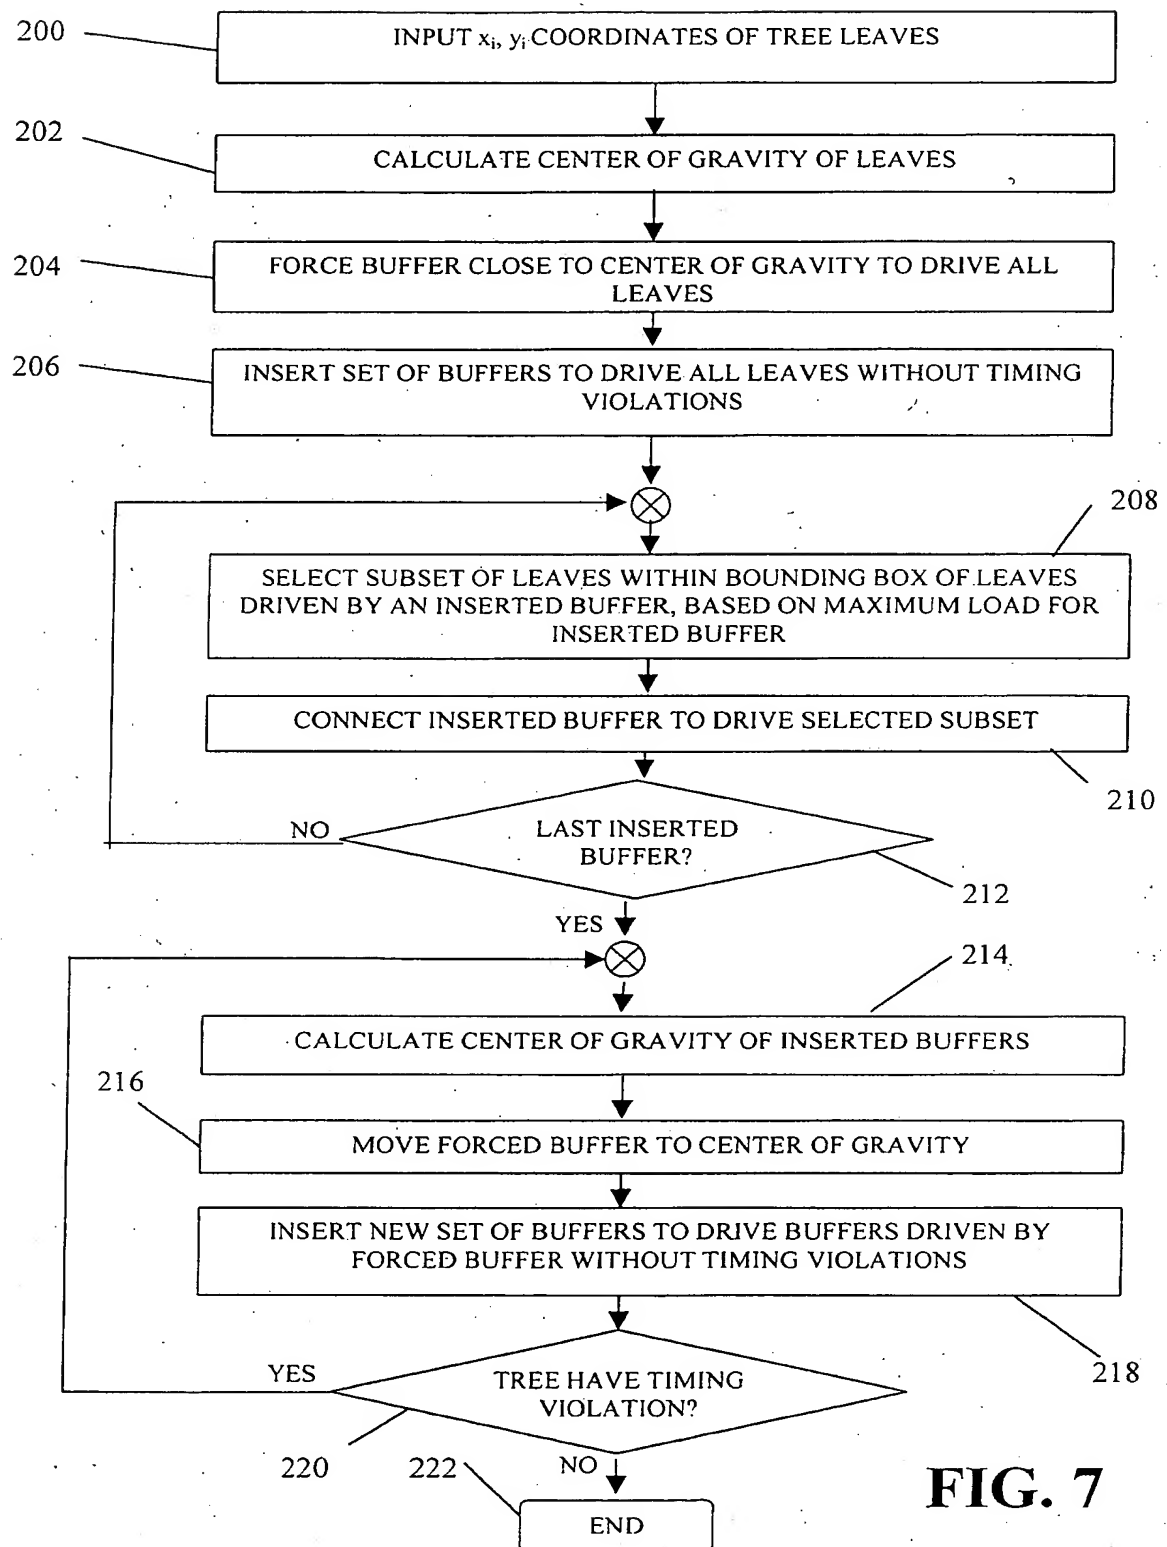 200
INPUT xi, yi COORDINATES OF TREE LEAVES
202
CALCULATE CENTER OF GRAVITY OF LEAVES
204
FORCE BUFFER CLOSE TO CENTER OF GRAVITY TO DRIVE ALL
LEAVES
206
INSERT SET OF BUFFERS TO DRIVE ALL LEAVES WITHOUT TIMING
VIOLATIONS
208
SELECT SUBSET OF LEAVES WITHIN BOUNDING BOX OF LEAVES
DRIVEN BY AN INSERTED BUFFER, BASED ON MAXIMUM LOAD FOR
INSERTED BUFFER
CONNECT INSERTED BUFFER TO DRIVE SELECTED SUBSET
210
NO
LAST INSERTED
BUFFER?
212
YES
214
CALCULATE CENTER OF GRAVITY OF INSERTED BUFFERS
216
MOVE FORCED BUFFER TO CENTER OF GRAVITY
INSERT NEW SET OF BUFFERS TO DRIVE BUFFERS DRIVEN BY
FORCED BUFFER WITHOUT TIMING VIOLATIONS
218
YES
TREE HAVE TIMING
VIOLATION?
220
222
NO
END
FIG. 7